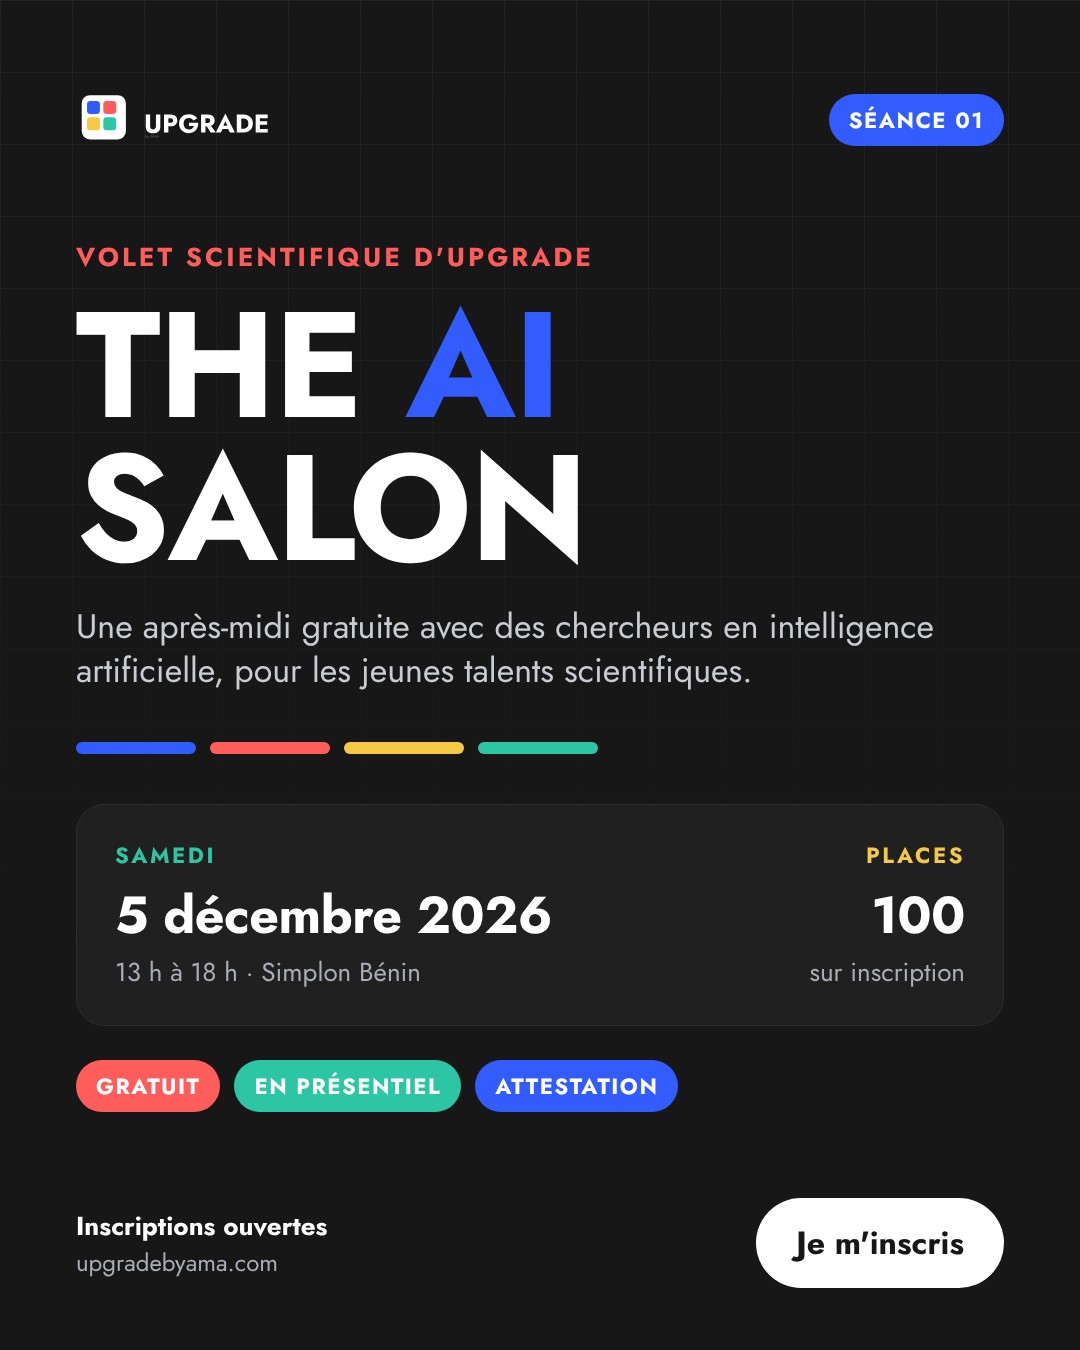 UPGRADE
SÉANCE 01
VOLET SCIENTIFIQUE D'UPGRADE
THE AI
SALON
Une après-midi gratuite avec des chercheurs en intelligence
artificielle, pour les jeunes talents scientifiques.
SAMEDI
5 décembre 2026
13 h à 18 h · Simplon Bénin
PLACES
100
sur inscription
GRATUIT
EN PRÉSENTIEL
ATTESTATION
Inscriptions ouvertes
upgradebyama.com
Je m'inscris